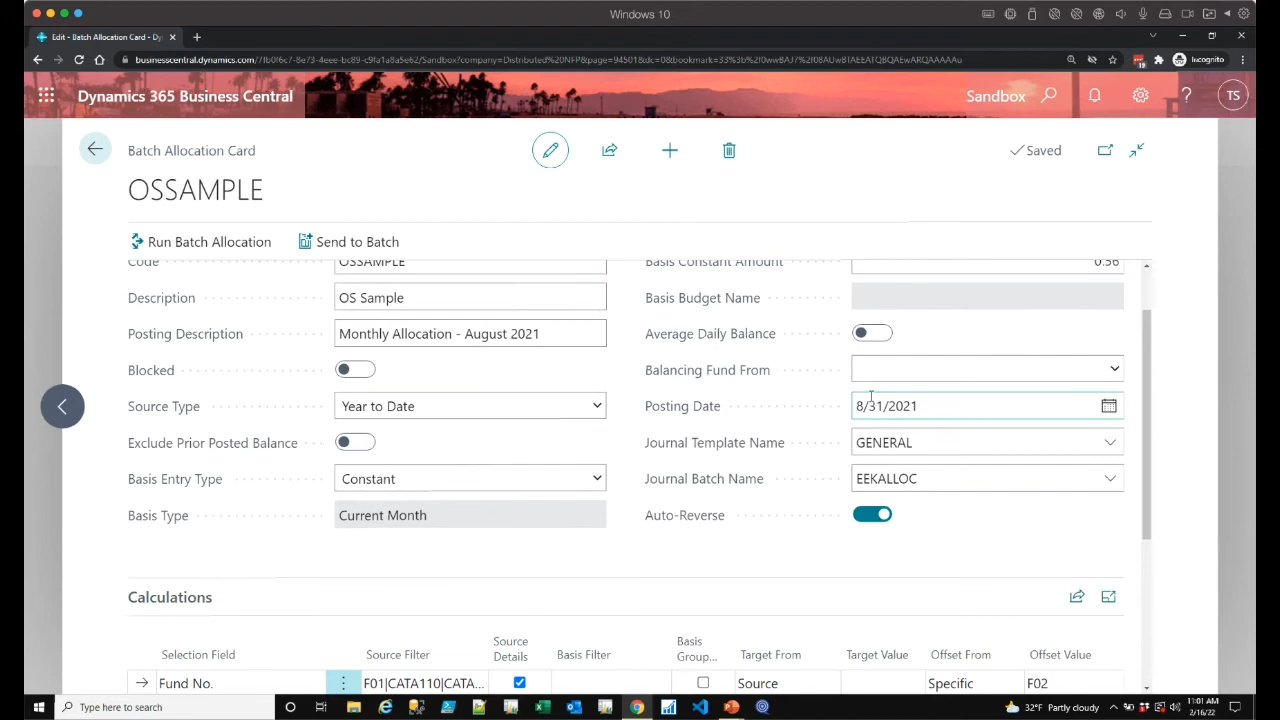 Windows 10
Edit - Batch Allocation Card - Dy
Dynamics 365 Business Central
Sandbox
TS
Incognito
Batch Allocation Card
Saved
OSSAMPLE
Run Batch Allocation
Send to Batch
Code
OSSAMPLE
Basis Constant Amount
0.56
Description
OS Sample
Basis Budget Name
Posting Description
Monthly Allocation - August 2021
Average Daily Balance
Blocked
Balancing Fund From
Source Type
Year to Date
Posting Date
8/31/2021
Exclude Prior Posted Balance
Journal Template Name
GENERAL
Basis Entry Type
Constant
Journal Batch Name
EEKALLOC
Basis Type
Current Month
Auto-Reverse
Calculations
Selection Field
Source Filter
Source
Details
Basis Filter
Basis
Group...
Target From
Target Value
Offset From
Offset Value
Fund No.
F01|CATA110|CATA...
Source
Specific
F02
Type here to search
32°F Partly cloudy
11:01 AM
2/16/22